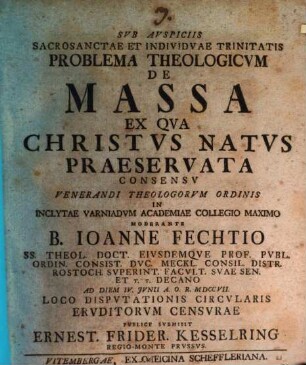 J.
SVB AVSPICIIS
SACROSANCTAE ET INDIVIDVAE TRINITATIS
PROBLEMA THEOLOGICVM
DE
MASSA
EX QVA
CHRISTVS NATVS
PRAESERVATA
CONSENSV
VENERANDI THEOLOGORVM ORDINIS
IN
INCLYTAE VARNIADVM ACADEMIAE COLLEGIO MAXIMO
MODERANTE
B. IOANNE FECHTIO
SS. THEOL. DOCT. EIVSDEMQVE PROF. PVBL.
ORDIN. CONSIST. DVC. MECKL. CONSIL. DISTR.
ROSTOCH SVPERINT. FACVLT. SVAE SEN.
ET T. T. DECANO
AD DIEM IV. JVNII A. O. R. MDCCVII.
LOCO DISPVTATIONIS CIRCVLARIS
ERVDITORVM CENSVRAE
PVBLICE SVBMISIT
ERNEST. FRIDER. KESSELRING
REGIO-MONTE PRVSSVS.
VITEMBERGAE, EX OFFICINA SCHEFFLERIANA.